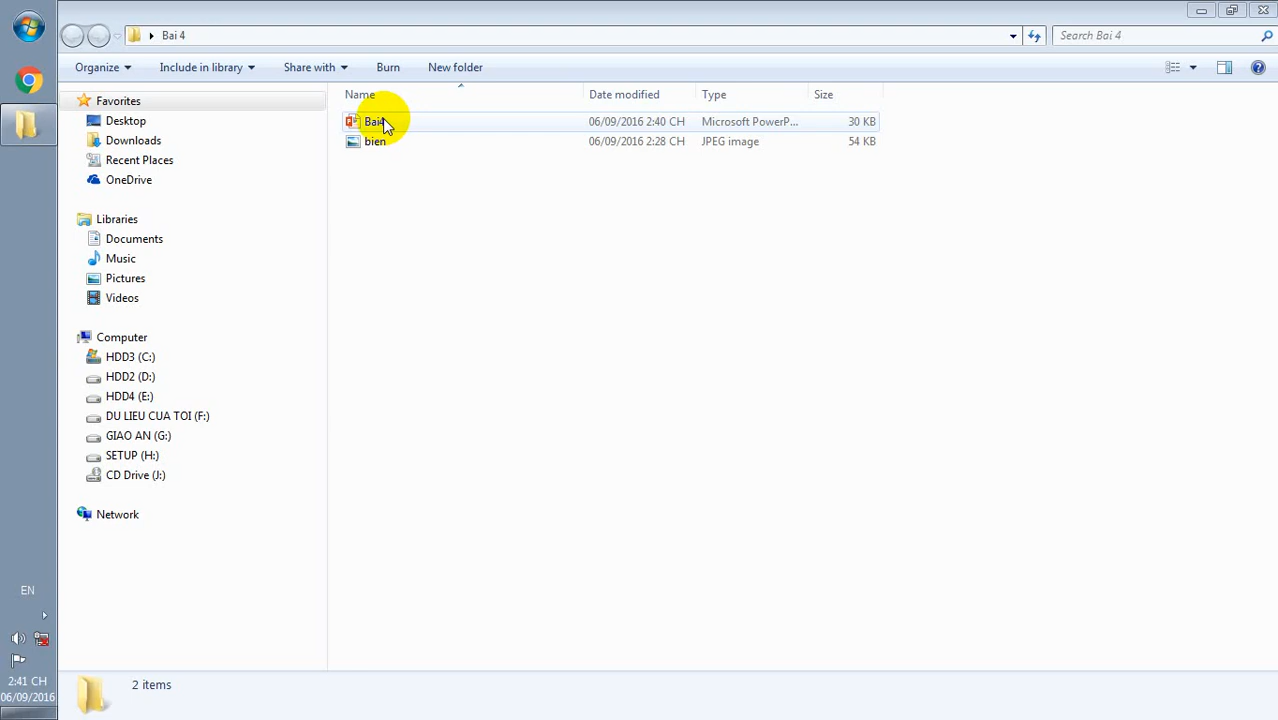 Bai 4
Search Bai 4
Organize
Include in library
Share with
Burn
New folder
Name
Date modified
Type
Size
Bai4
06/09/2016 2:40 CH
Microsoft PowerP...
30 KB
bien
06/09/2016 2:28 CH
JPEG image
54 KB
Favorites
Desktop
Downloads
Recent Places
OneDrive
Libraries
Documents
Music
Pictures
Videos
Computer
HDD3 (C:)
HDD2 (D:)
HDD4 (E:)
DU LIEU CUA TOI (F:)
GIAO AN (G:)
SETUP (H:)
CD Drive (J:)
Network
EN
2:41 CH
06/09/2016
2 items